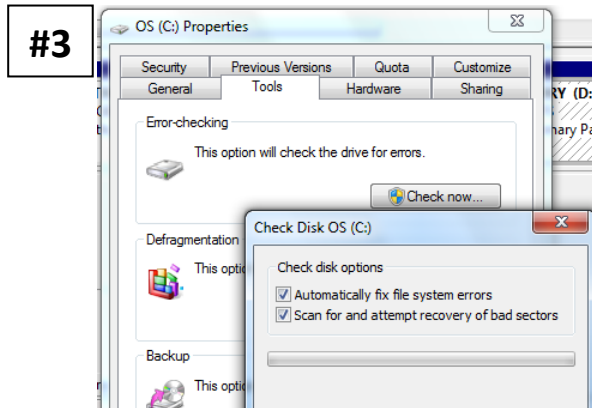 #3
OS (C:) Properties
Security Previous Versions Quota Customize
General Tools Hardware Sharing
RY (D:
Error-checking
This option will check the drive for errors.
Check now...
Check Disk OS (C:)
Defragmentation
This optio
Check disk options
Automatically fix file system errors
Scan for and attempt recovery of bad sectors
Backup
This optio